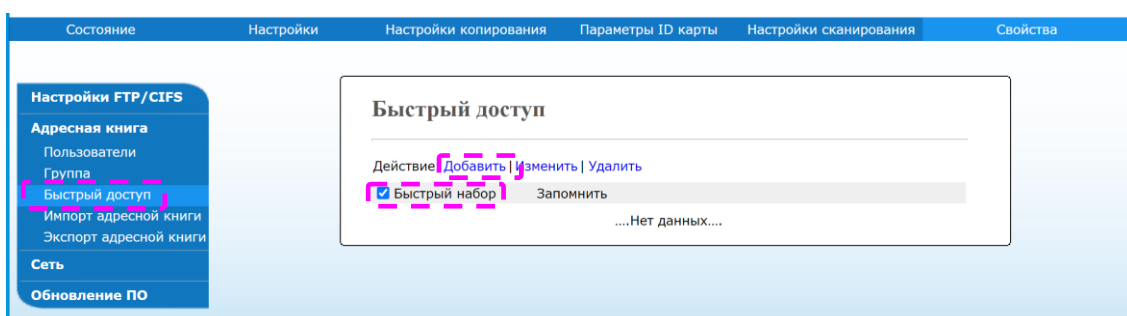 Состояние Настройки Настройки копирования Параметры ID карты Настройки сканирования Свойства
Настройки FTP/CIFS
Адресная книга
Пользователи
Группа
Быстрый доступ
Импорт адресной книги
Экспорт адресной книги
Сеть
Обновление ПО
Быстрый доступ
Действие Добавить | Изменить | Удалить
Быстрый набор Запомнить
....Нет данных....